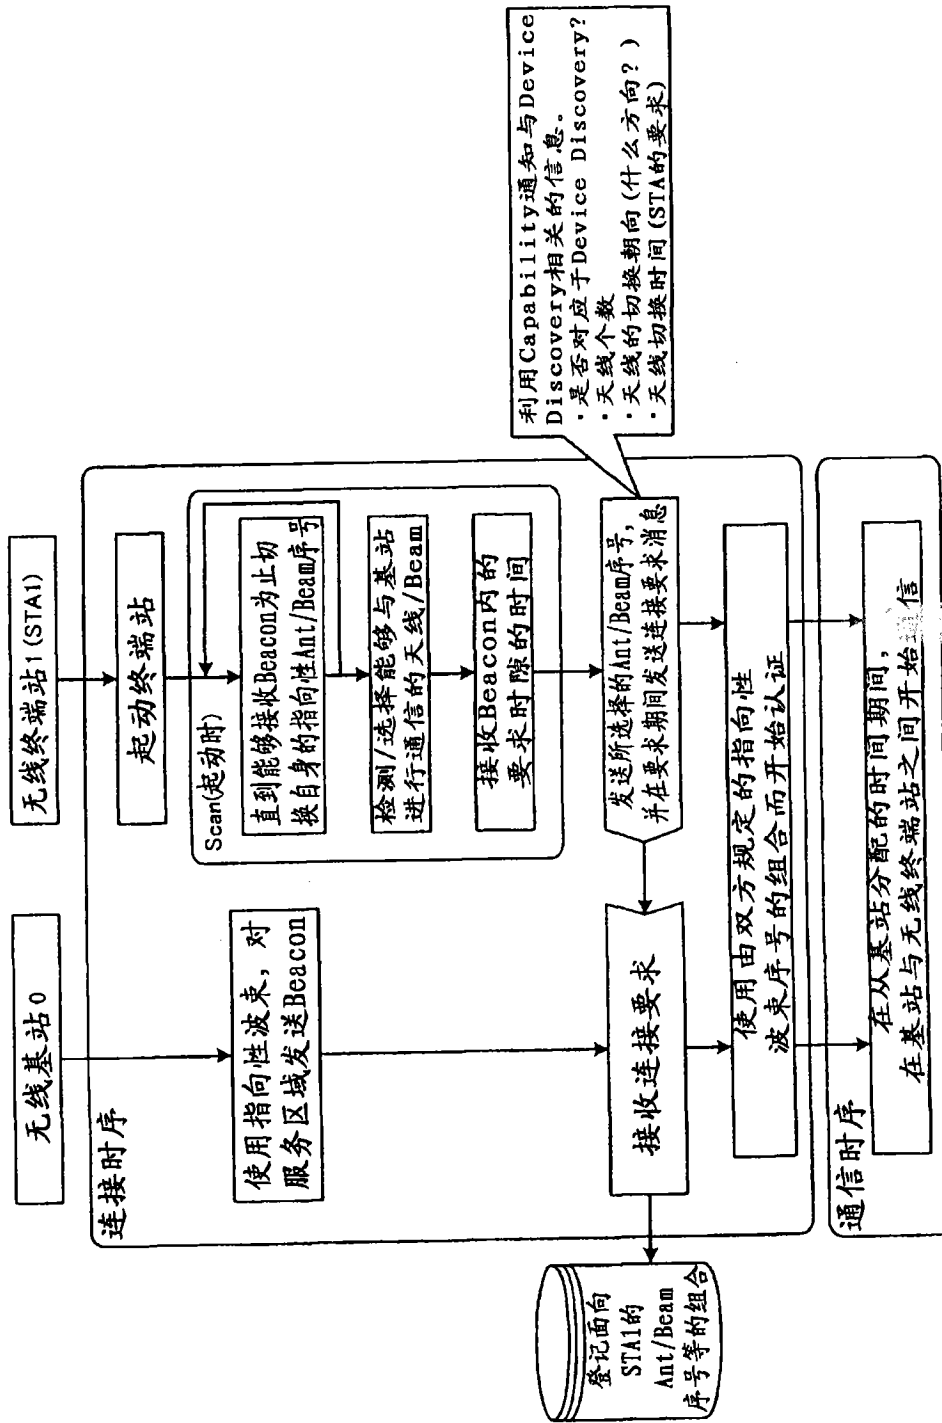 无线基站0
无线终端站1(STA1)
连接时序
起动终端站
Scan(起动时)
使用指向性波束，对
服务区域发送Beacon
直到能够接收Beacon为止切
换自身的指向性Ant/Beam序号
检测/选择能够与基站
进行通信的天线/Beam
接收Beacon内的
要求时隙的时间
发送所选择的Ant/Beam序号，
并在要求期间发送连接要求消息
利用Capability通知与Device
Discovery相关的信息。
·是否对应于Device Discovery?
·天线个数
·天线的切换朝向(什么方向？)
·天线切换时间(STA的要求)
接收连接要求
登记面向
STA1的
Ant/Beam
序号等的组合
使用由双方规定的指向性
波束序号的组合而开始认证
通信时序
在从基站分配的时间期间，
在基站与无线终端站之间开始通信